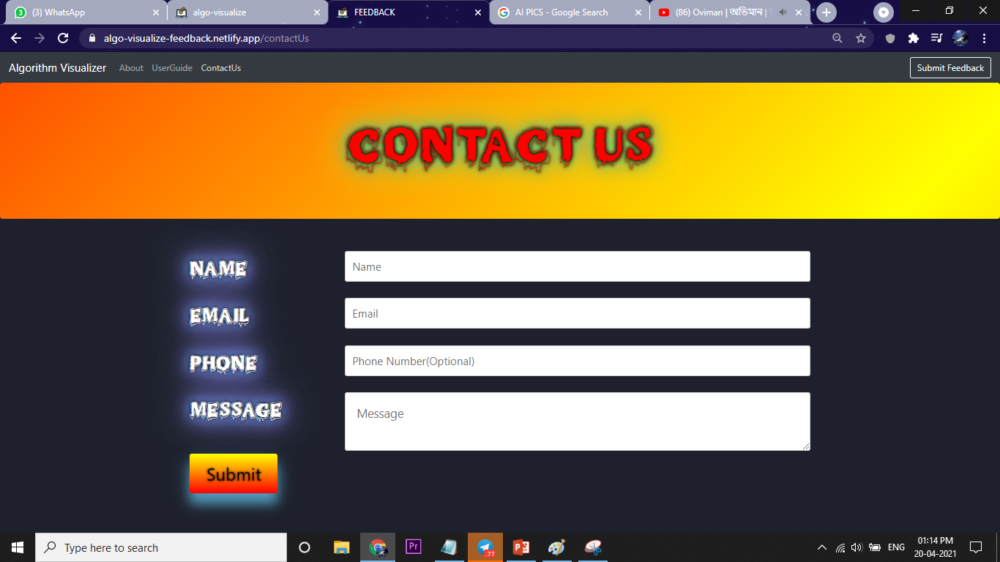 (3) WhatsApp
algo-visualize
FEEDBACK
AI PICS - Google Search
(86) Oviman | অভিমান |
algo-visualize-feedback.netlify.app/contactUs
Algorithm Visualizer About UserGuide ContactUs Submit Feedback
CONTACT US
NAME Name
EMAIL Email
PHONE Phone Number(Optional)
MESSAGE Message
Submit
Type here to search
Pr
77
ENG
01:14 PM
20-04-2021